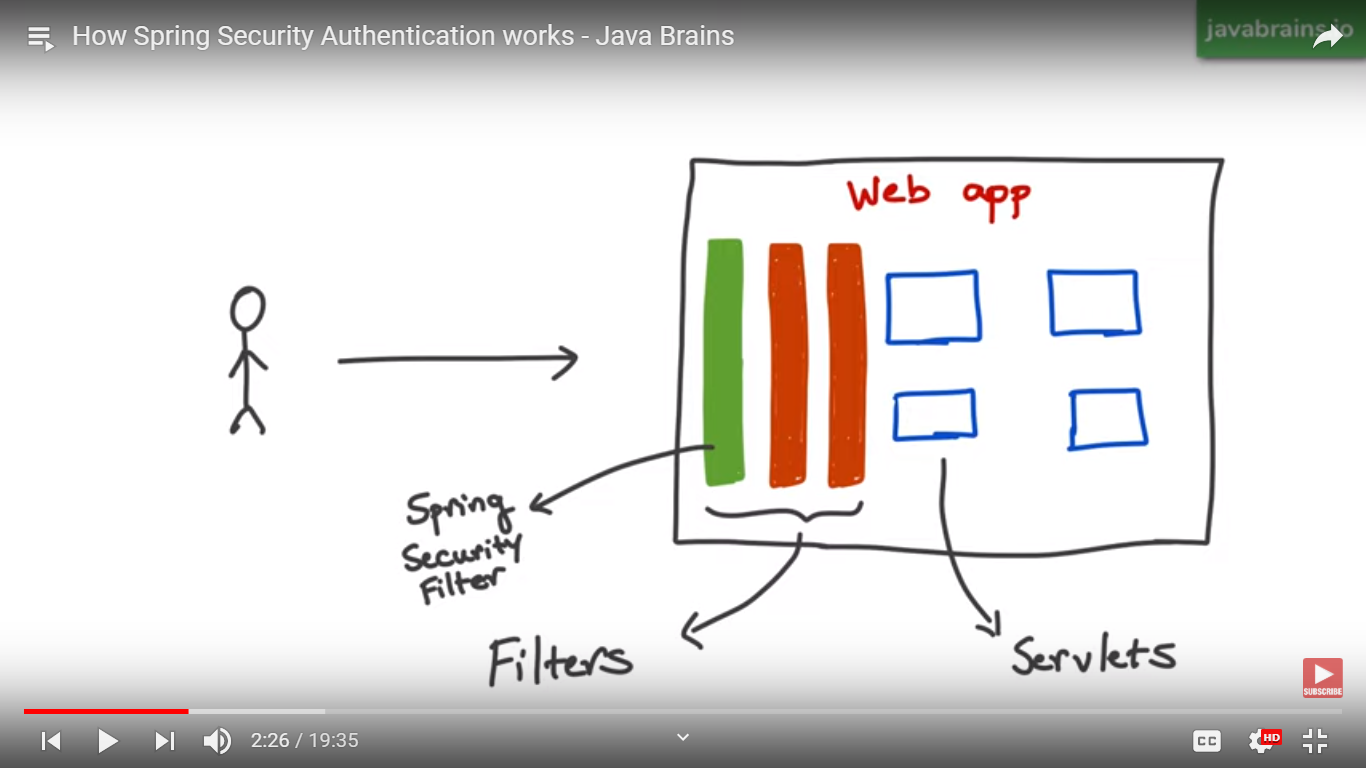 How Spring Security Authentication works - Java Brains
javabrains.io
Web app
Spring
Security
Filter
Filters
Servlets
SUBSCRIBE
2:26 / 19:35
CC
HD